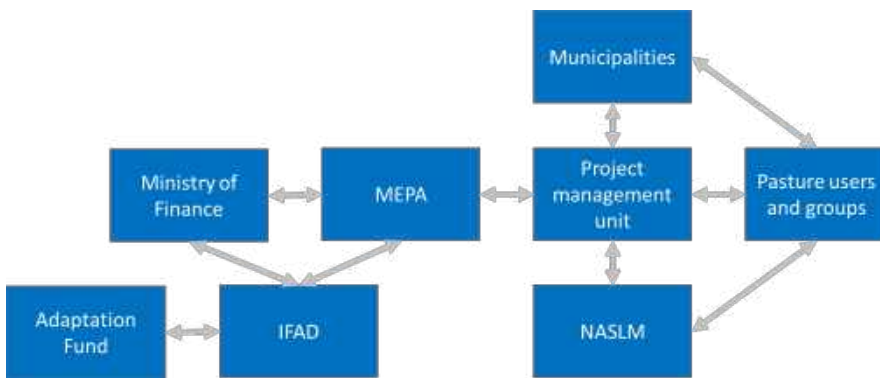 Municipalities
Ministry of
Finance
MEPA
Project
management
unit
Pasture users
and groups
Adaptation
Fund
IFAD
NASLM